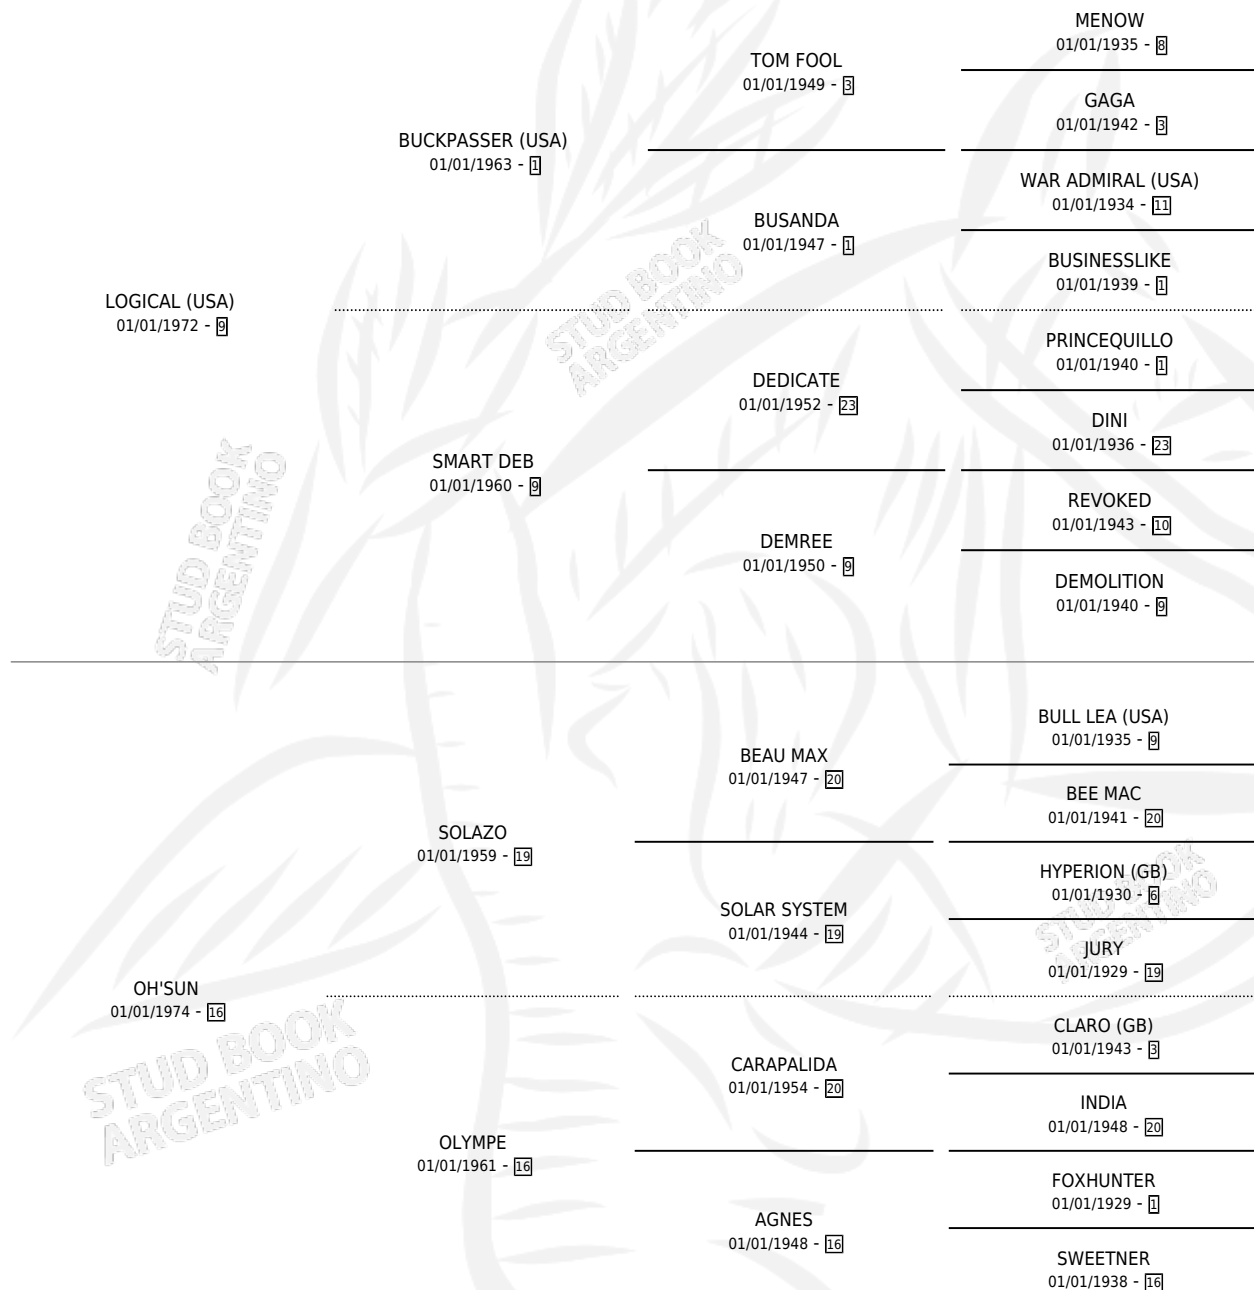 MENOW
01/01/1935 - 8
TOM FOOL
01/01/1949 - 3
GAGA
01/01/1942 - 3
BUCKPASSER (USA)
01/01/1963 - 1
WAR ADMIRAL (USA)
01/01/1934 - 11
BUSANDA
01/01/1947 - 1
BUSINESSLIKE
01/01/1939 - 1
LOGICAL (USA)
01/01/1972 - 9
PRINCEQUILLO
01/01/1940 - 1
DEDICATE
01/01/1952 - 23
DINI
01/01/1936 - 23
SMART DEB
01/01/1960 - 9
REVOKED
01/01/1943 - 10
DEMREE
01/01/1950 - 9
DEMOLITION
01/01/1940 - 9
BULL LEA (USA)
01/01/1935 - 9
BEAU MAX
01/01/1947 - 20
BEE MAC
01/01/1941 - 20
SOLAZO
01/01/1959 - 19
HYPERION (GB)
01/01/1930 - 6
SOLAR SYSTEM
01/01/1944 - 19
JURY
01/01/1929 - 19
OH'SUN
01/01/1974 - 16
CLARO (GB)
01/01/1943 - 3
CARAPALIDA
01/01/1954 - 20
INDIA
01/01/1948 - 20
OLYMPE
01/01/1961 - 16
FOXHUNTER
01/01/1929 - 1
AGNES
01/01/1948 - 16
SWEETNER
01/01/1938 - 16
STUD BOOK
ARGENTINO
STUD BOOK
ARGENTINO
STUD BOOK
ARGENTINO
STUD BOOK
ARGENTINO